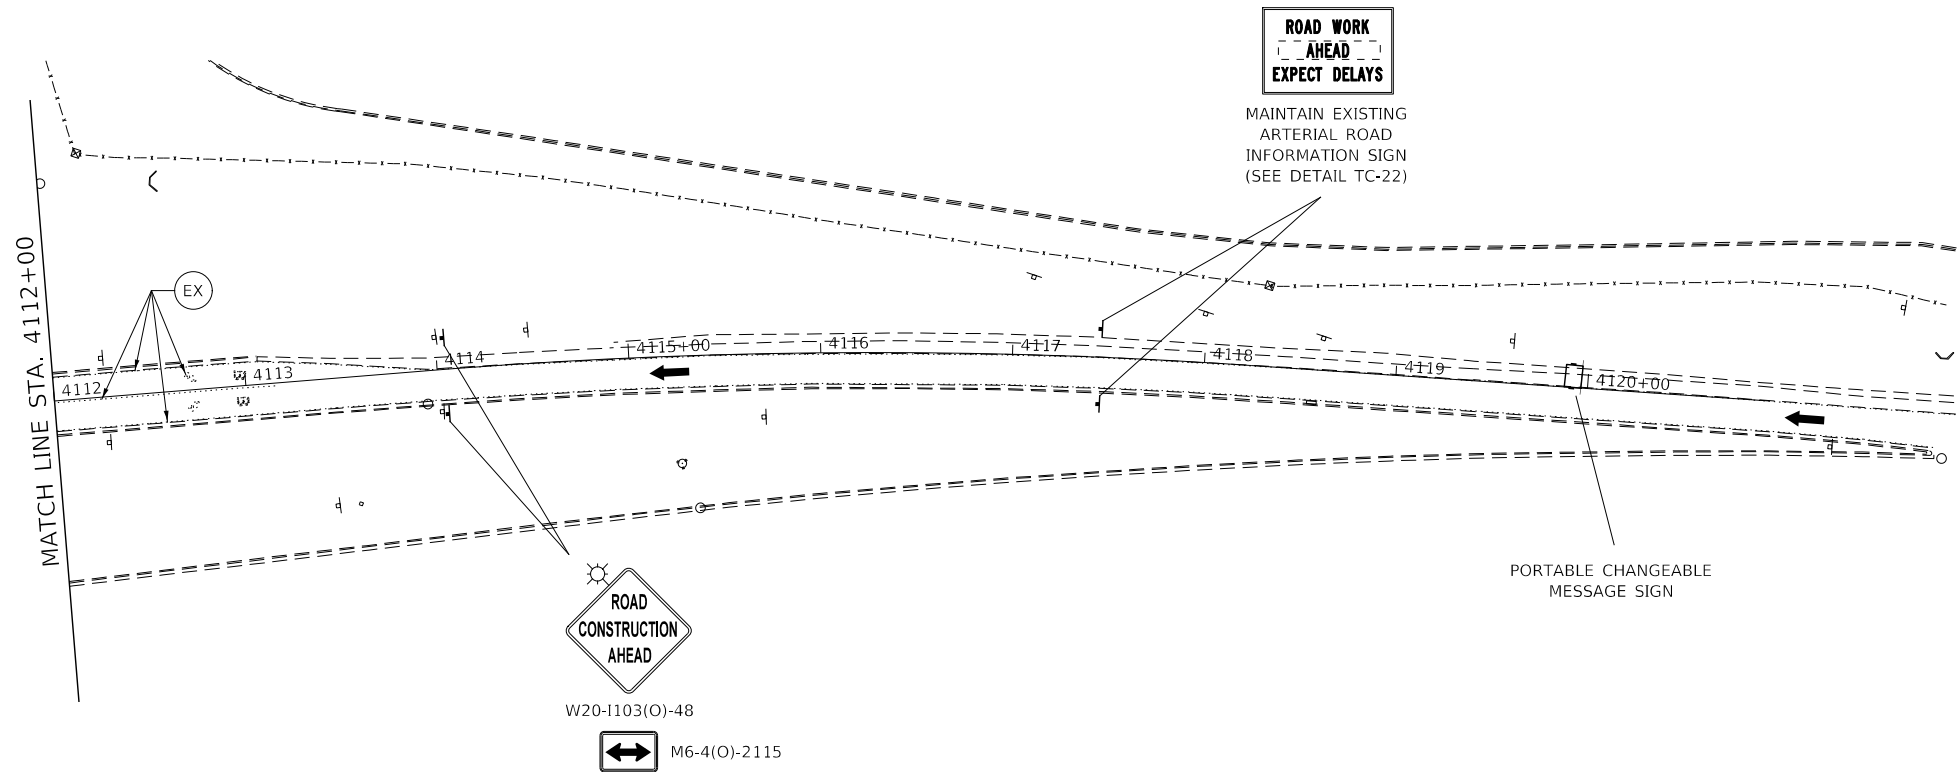 ROAD WORK
AHEAD
EXPECT DELAYS
MAINTAIN EXISTING
ARTERIAL ROAD
INFORMATION SIGN
(SEE DETAIL TC-22)
MATCH LINE STA. 4112+00
EX
4112
4113
4114
4115+00
4116
4117
4118
4119
4120+00
PORTABLE CHANGEABLE
MESSAGE SIGN
ROAD
CONSTRUCTION
AHEAD
W20-I103(O)-48
M6-4(O)-2115